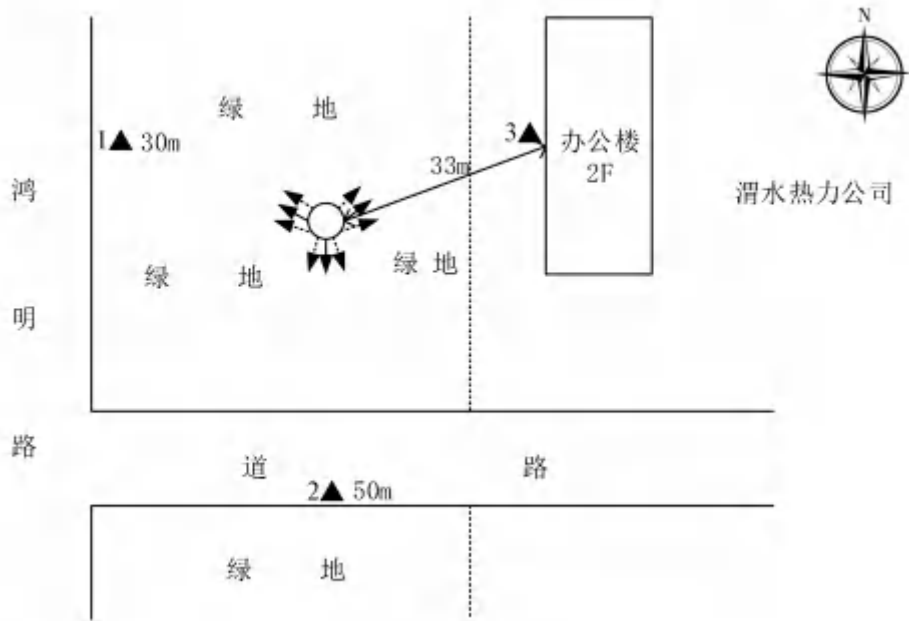 N
绿 地
1▲ 30m
3▲
办公楼
2F
33m
渭水热力公司
鸿
明
路
绿 地
绿 地
道 路
2▲ 50m
绿 地